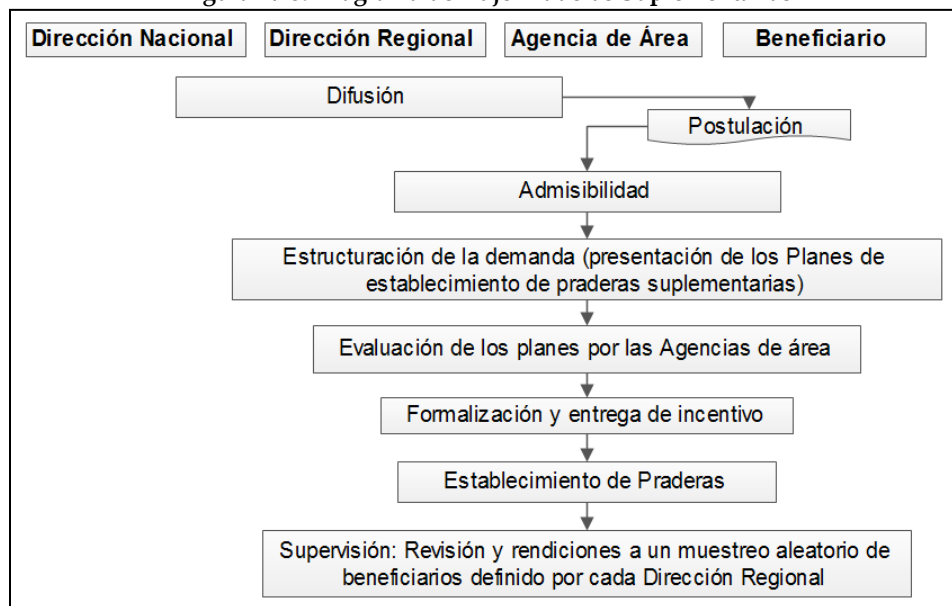 Dirección Nacional
Dirección Regional
Agencia de Área
Beneficiario
Difusión
Postulación
Admisibilidad
Estructuración de la demanda (presentación de los Planes de
establecimiento de praderas suplementarias)
Evaluación de los planes por las Agencias de área
Formalización y entrega de incentivo
Establecimiento de Praderas
Supervisión: Revisión y rendiciones a un muestreo aleatorio de
beneficiarios definido por cada Dirección Regional